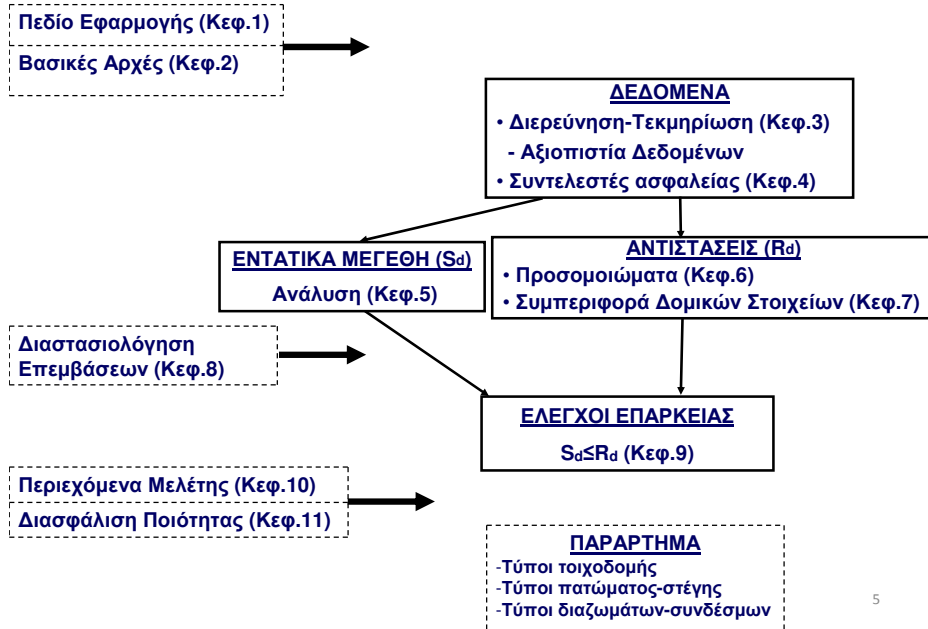 Πεδίο Εφαρμογής (Κεφ.1)
Βασικές Αρχές (Κεφ.2)
ΔΕΔΟΜΕΝΑ
• Διερεύνηση-Τεκμηρίωση (Κεφ.3)
- Αξιοπιστία Δεδομένων
• Συντελεστές ασφαλείας (Κεφ.4)
ΕΝΤΑΤΙΚΑ ΜΕΓΕΘΗ (Sd)
Ανάλυση (Κεφ.5)
ΑΝΤΙΣΤΑΣΕΙΣ (Rd)
• Προσομοιώματα (Κεφ.6)
• Συμπεριφορά Δομικών Στοιχείων (Κεφ.7)
Διαστασιολόγηση
Επεμβάσεων (Κεφ.8)
ΕΛΕΓΧΟΙ ΕΠΑΡΚΕΙΑΣ
Sd≤Rd (Κεφ.9)
Περιεχόμενα Μελέτης (Κεφ.10)
Διασφάλιση Ποιότητας (Κεφ.11)
ΠΑΡΑΡΤΗΜΑ
-Τύποι τοιχοδομής
-Τύποι πατώματος-στέγης
-Τύποι διαζωμάτων-συνδέσμων
5